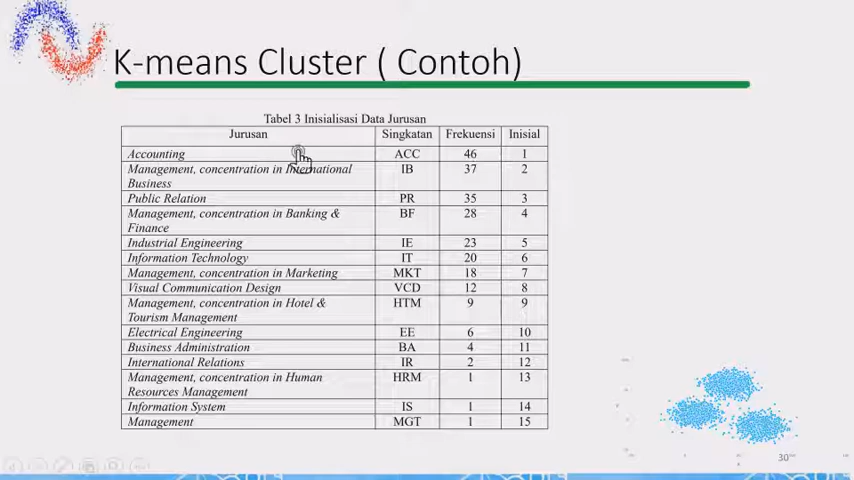 K-means Cluster ( Contoh)
Tabel 3 Inisialisasi Data Jurusan
Jurusan Singkatan Frekuensi Inisial
Accounting ACC 46 1
Management, concentration in International IB 37 2
Business
Public Relation PR 35 3
Management, concentration in Banking & BF 28 4
Finance
Industrial Engineering IE 23 5
Information Technology IT 20 6
Management, concentration in Marketing MKT 18 7
Visual Communication Design VCD 12 8
Management, concentration in Hotel & HTM 9 9
Tourism Management
Electrical Engineering EE 6 10
Business Administration BA 4 11
International Relations IR 2 12
Management, concentration in Human HRM 1 13
Resources Management
Information System IS 1 14
Management MGT 1 15
30